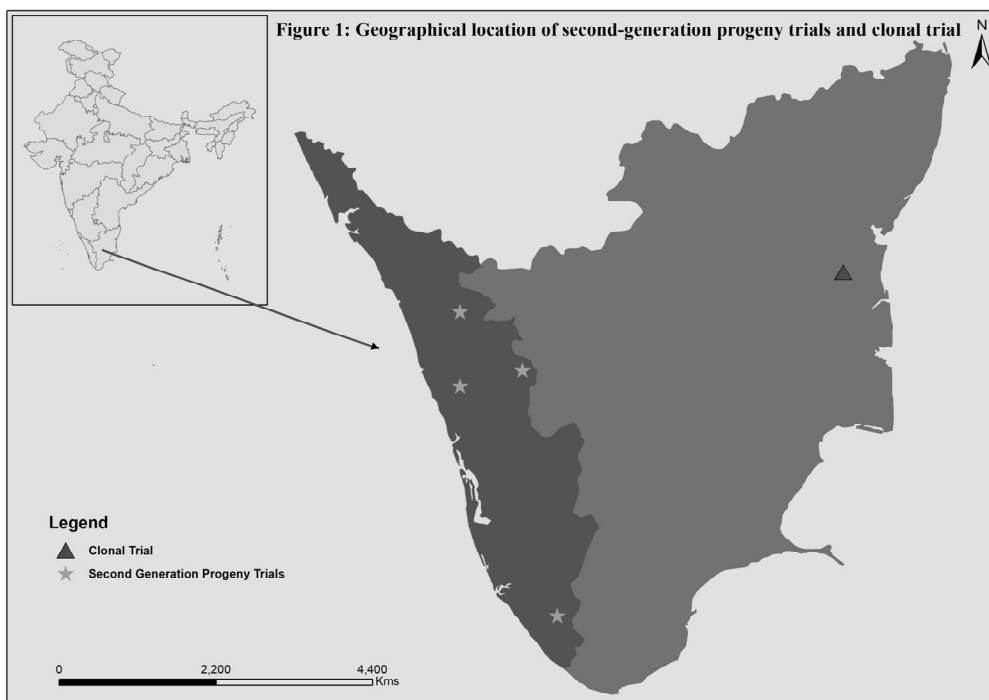 Figure 1: Geographical location of second-generation progeny trials and clonal trial
N
Legend
Clonal Trial
Second Generation Progeny Trials
0 2,200 4,400
Kms